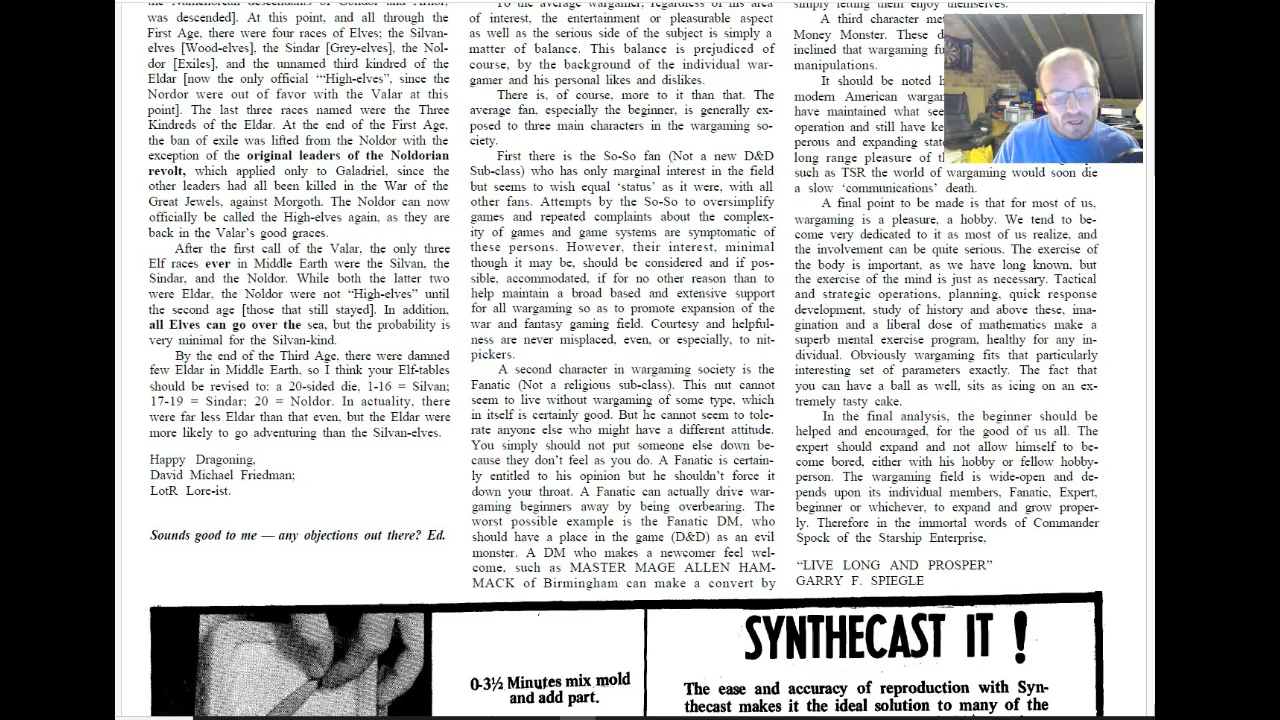 was descended]. At this point, and all through the
First Age, there were four races of Elves; the Silvan-
elves [Wood-elves], the Sindar [Grey-elves], the Nol-
dor [Exiles], and the unnamed third kindred of the
Eldar [now the only official “'High-elves”, since the
Nordor were out of favor with the Valar at this
point]. The last three races named were the Three
Kindreds of the Eldar. At the end of the First Age,
the ban of exile was lifted from the Noldor with the
exception of the original leaders of the Noldorian
revolt, which applied only to Galadriel, since the
other leaders had all been killed in the War of the
Great Jewels, against Morgoth. The Noldor can now
officially be called the High-elves again, as they are
back in the Valar's good graces.
After the first call of the Valar, the only three
Elf races ever in Middle Earth were the Silvan, the
Sindar, and the Noldor. While both the latter two
were Eldar, the Noldor were not “High-elves” until
the second age [those that still stayed]. In addition,
all Elves can go over the sea, but the probability is
very minimal for the Silvan-kind.
By the end of the Third Age, there were damned
few Eldar in Middle Earth, so I think your Elf-tables
should be revised to: a 20-sided die, 1-16 = Silvan;
17-19 = Sindar; 20 = Noldor. In actuality, there
were far less Eldar than that even, but the Eldar were
more likely to go adventuring than the Silvan-elves.
Happy Dragoning,
David Michael Friedman;
LotR Lore-ist.
Sounds good to me — any objections out there? Ed.
To the average wargamer, regardless of his area
of interest, the entertainment or pleasurable aspect
as well as the serious side of the subject is simply a
matter of balance. This balance is prejudiced of
course, by the background of the individual war-
gamer and his personal likes and dislikes.
There is, of course, more to it than that. The
average fan, especially the beginner, is generally ex-
posed to three main characters in the wargaming so-
ciety.
First there is the So-So fan (Not a new D&D
Sub-class) who has only marginal interest in the field
but seems to wish equal ‘status’ as it were, with all
other fans. Attempts by the So-So to oversimplify
games and repeated complaints about the complex-
ity of games and game systems are symptomatic of
these persons. However, their interest, minimal
though it may be, should be considered and if pos-
sible, accommodated, if for no other reason than to
help maintain a broad based and extensive support
for all wargaming so as to promote expansion of the
war and fantasy gaming field. Courtesy and helpful-
ness are never misplaced, even, or especially, to nit-
pickers.
A second character in wargaming society is the
Fanatic (Not a religious sub-class). This nut cannot
seem to live without wargaming of some type, which
in itself is certainly good. But he cannot seem to tole-
rate anyone else who might have a different attitude.
You simply should not put someone else down be-
cause they don't feel as you do. A Fanatic is certain-
ly entitled to his opinion but he shouldn't force it
down your throat. A Fanatic can actually drive war-
gaming beginners away by being overbearing. The
worst possible example is the Fanatic DM, who
should have a place in the game (D&D) as an evil
monster. A DM who makes a newcomer feel wel-
come, such as MASTER MAGE ALLEN HAM-
MACK of Birmingham can make a convert by
simply letting them enjoy themselves.
A third character
Money Monster. These
inclined that wargaming
manipulations.
It should be noted
modern American
have maintained what
operation and still have
perous and expanding
long range pleasure of
such as TSR the world of wargaming would soon die
a slow ‘communications’ death.
A final point to be made is that for most of us,
wargaming is a pleasure, a hobby. We tend to be-
come very dedicated to it as most of us realize, and
the involvement can be quite serious. The exercise of
the body is important, as we have long known, but
the exercise of the mind is just as necessary. Tactical
and strategic operations, planning, quick response
development, study of history and above these, ima-
gination and a liberal dose of mathematics make a
superb mental exercise program, healthy for any in-
dividual. Obviously wargaming fits that particularly
interesting set of parameters exactly. The fact that
you can have a ball as well, sits as icing on an ex-
tremely tasty cake.
In the final analysis, the beginner should be
helped and encouraged, for the good of us all. The
expert should expand and not allow himself to be-
come bored, either with his hobby or fellow hobby-
person. The wargaming field is wide-open and de-
pends upon its individual members, Fanatic, Expert,
beginner or whichever, to expand and grow proper-
ly. Therefore in the immortal words of Commander
Spock of the Starship Enterprise,
“LIVE LONG AND PROSPER”
GARRY F. SPIEGLE
0-3½ Minutes mix mold
and add part.
SYNTHECAST IT !
The ease and accuracy of reproduction with Syn-
thecast makes it the ideal solution to many of the